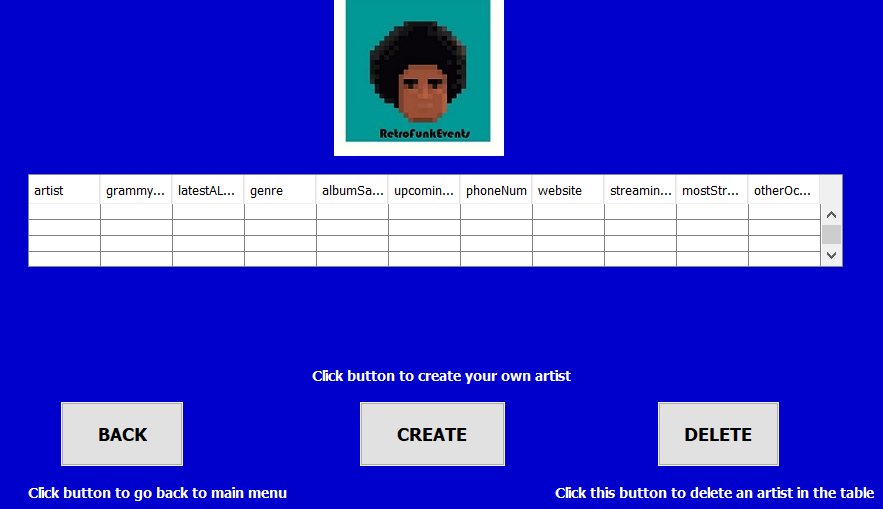 RetroFunkEvents
artist grammy... latestAL... genre albumSa... upcomin... phoneNum website streamin... mostStr... otherOc...
Click button to create your own artist
BACK CREATE DELETE
Click button to go back to main menu Click this button to delete an artist in the table